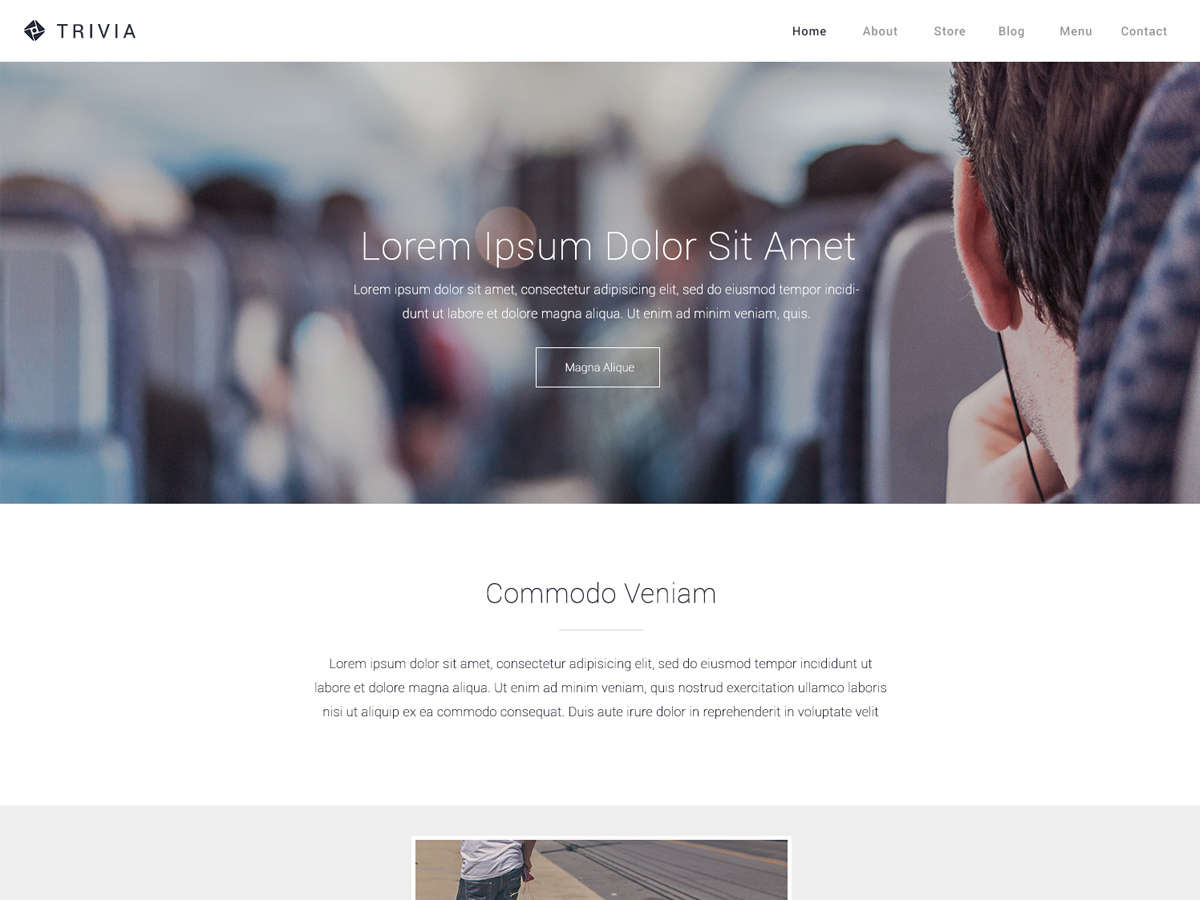 TRIVIA
Home About Store Blog Menu Contact
Lorem Ipsum Dolor Sit Amet
Lorem ipsum dolor sit amet, consectetur adipisicing elit, sed do eiusmod tempor incidi-
dunt ut labore et dolore magna aliqua. Ut enim ad minim veniam, quis.
Magna Alique
Commodo Veniam
Lorem ipsum dolor sit amet, consectetur adipisicing elit, sed do eiusmod tempor incididunt ut
labore et dolore magna aliqua. Ut enim ad minim veniam, quis nostrud exercitation ullamco laboris
nisi ut aliquip ex ea commodo consequat. Duis aute irure dolor in reprehenderit in voluptate velit